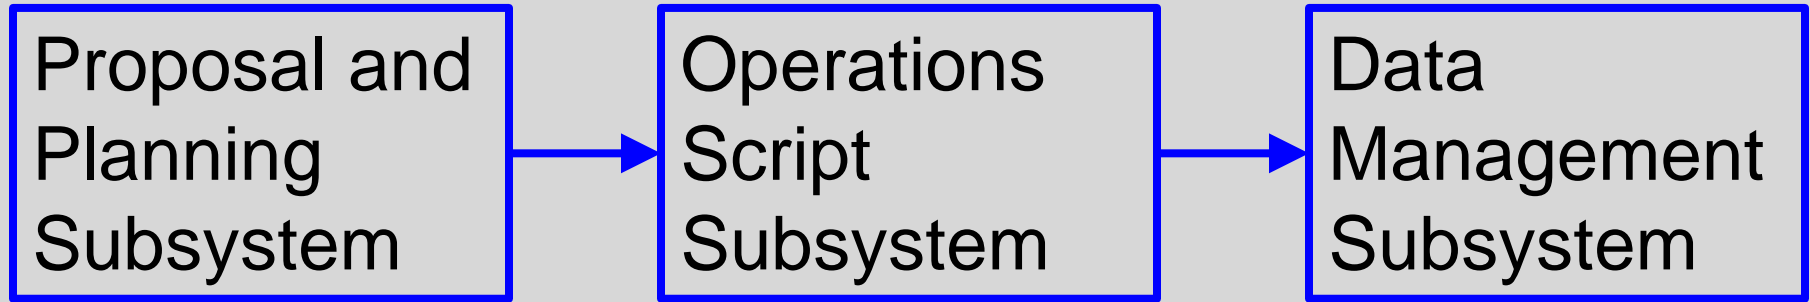 Proposal and
Planning
Subsystem
Operations
Script
Subsystem
Data
Management
Subsystem